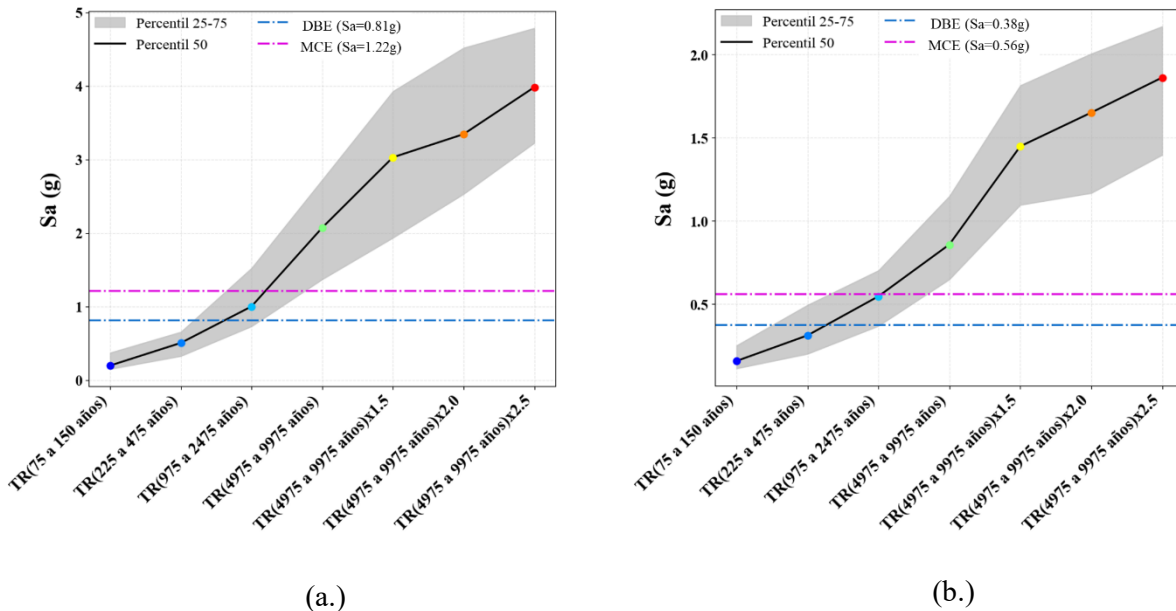 5
4
3
2
1
0
Sa (g)
Percentil 25-75
Percentil 50
DBE (Sa=0.81g)
MCE (Sa=1.22g)
TR(75 a 150 años)
TR(225 a 475 años)
TR(975 a 2475 años)
TR(4975 a 9975 años)
TR(4975 a 9975 años)x1.5
TR(4975 a 9975 años)x2.0
TR(4975 a 9975 años)x2.5
(a.)
2.0
1.5
1.0
0.5
Sa (g)
Percentil 25-75
Percentil 50
DBE (Sa=0.38g)
MCE (Sa=0.56g)
TR(75 a 150 años)
TR(225 a 475 años)
TR(975 a 2475 años)
TR(4975 a 9975 años)
TR(4975 a 9975 años)x1.5
TR(4975 a 9975 años)x2.0
TR(4975 a 9975 años)x2.5
(b.)